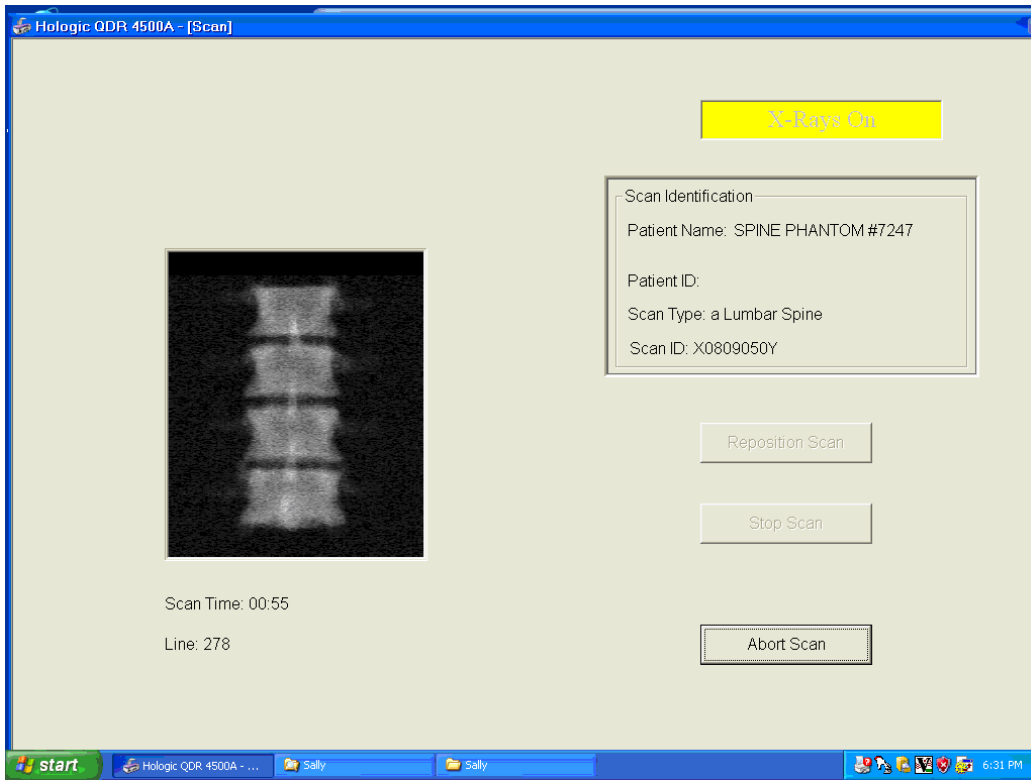 Hologic QDR 4500A - [Scan]
X-Rays On
Scan Identification
Patient Name: SPINE PHANTOM #7247
Patient ID:
Scan Type: a Lumbar Spine
Scan ID: X0809050Y
Reposition Scan
Stop Scan
Scan Time: 00:55
Line: 278
Abort Scan
start
Hologic QDR 4500A - ...
Sally
Sally
6:31 PM